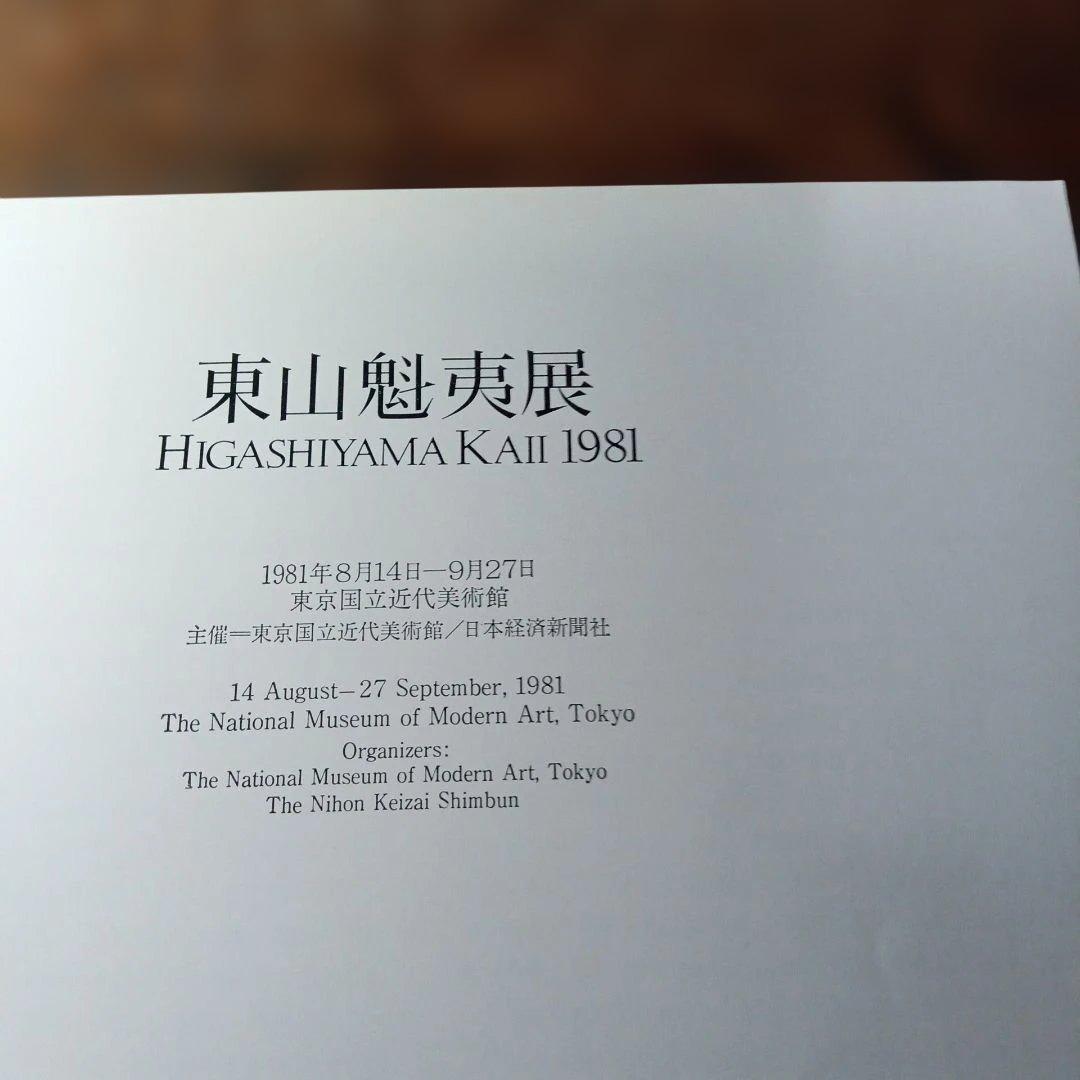 東山魁夷展
HIGASHIYAMA KAII 1981
1981年8月14日—9月27日
東京国立近代美術館
主催=東京国立近代美術館/日本経済新聞社
14 August–27 September, 1981
The National Museum of Modern Art, Tokyo
Organizers:
The National Museum of Modern Art, Tokyo
The Nihon Keizai Shimbun